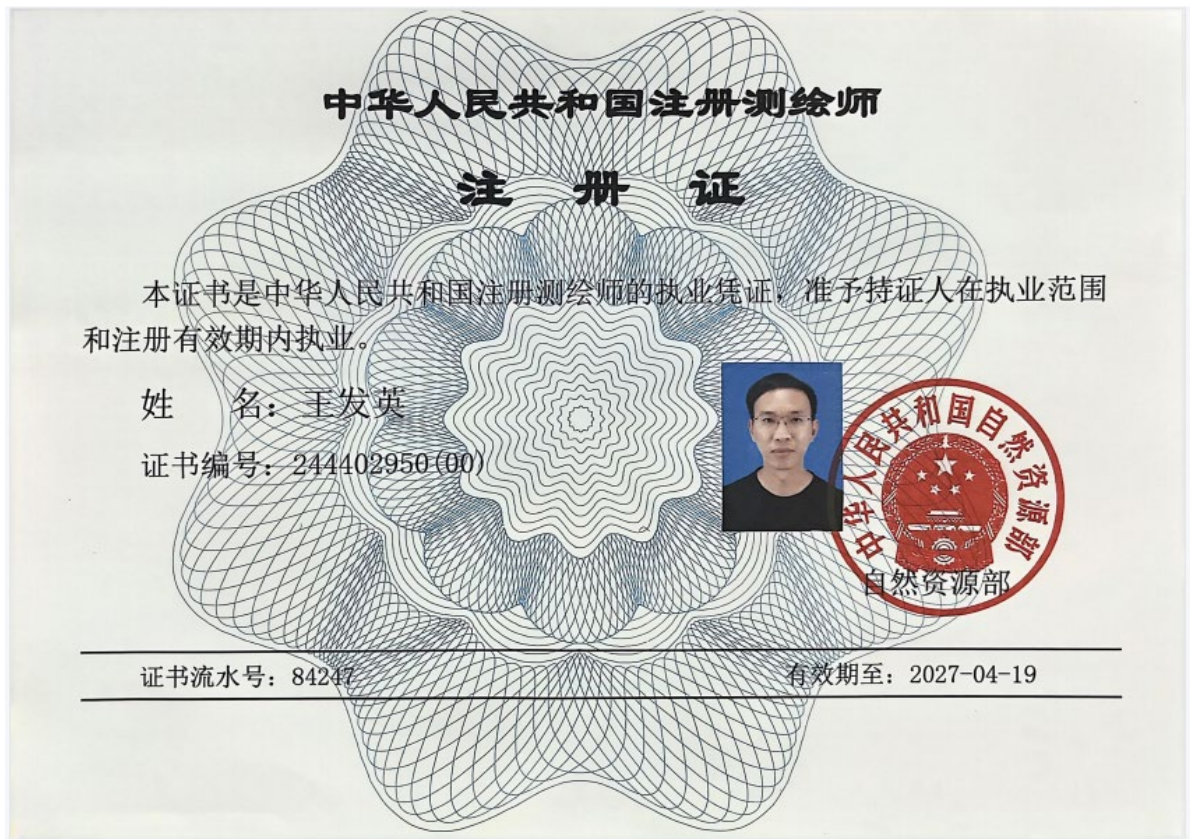 中华人民共和国注册测绘师
注册证
本证书是中华人民共和国注册测绘师的执业凭证，准予持证人在执业范围
和注册有效期内执业。
姓 名：王发英
证书编号：244402950(00)
中华人民共和国自然资源部
自然资源部
证书流水号：84247
有效期至：2027-04-19